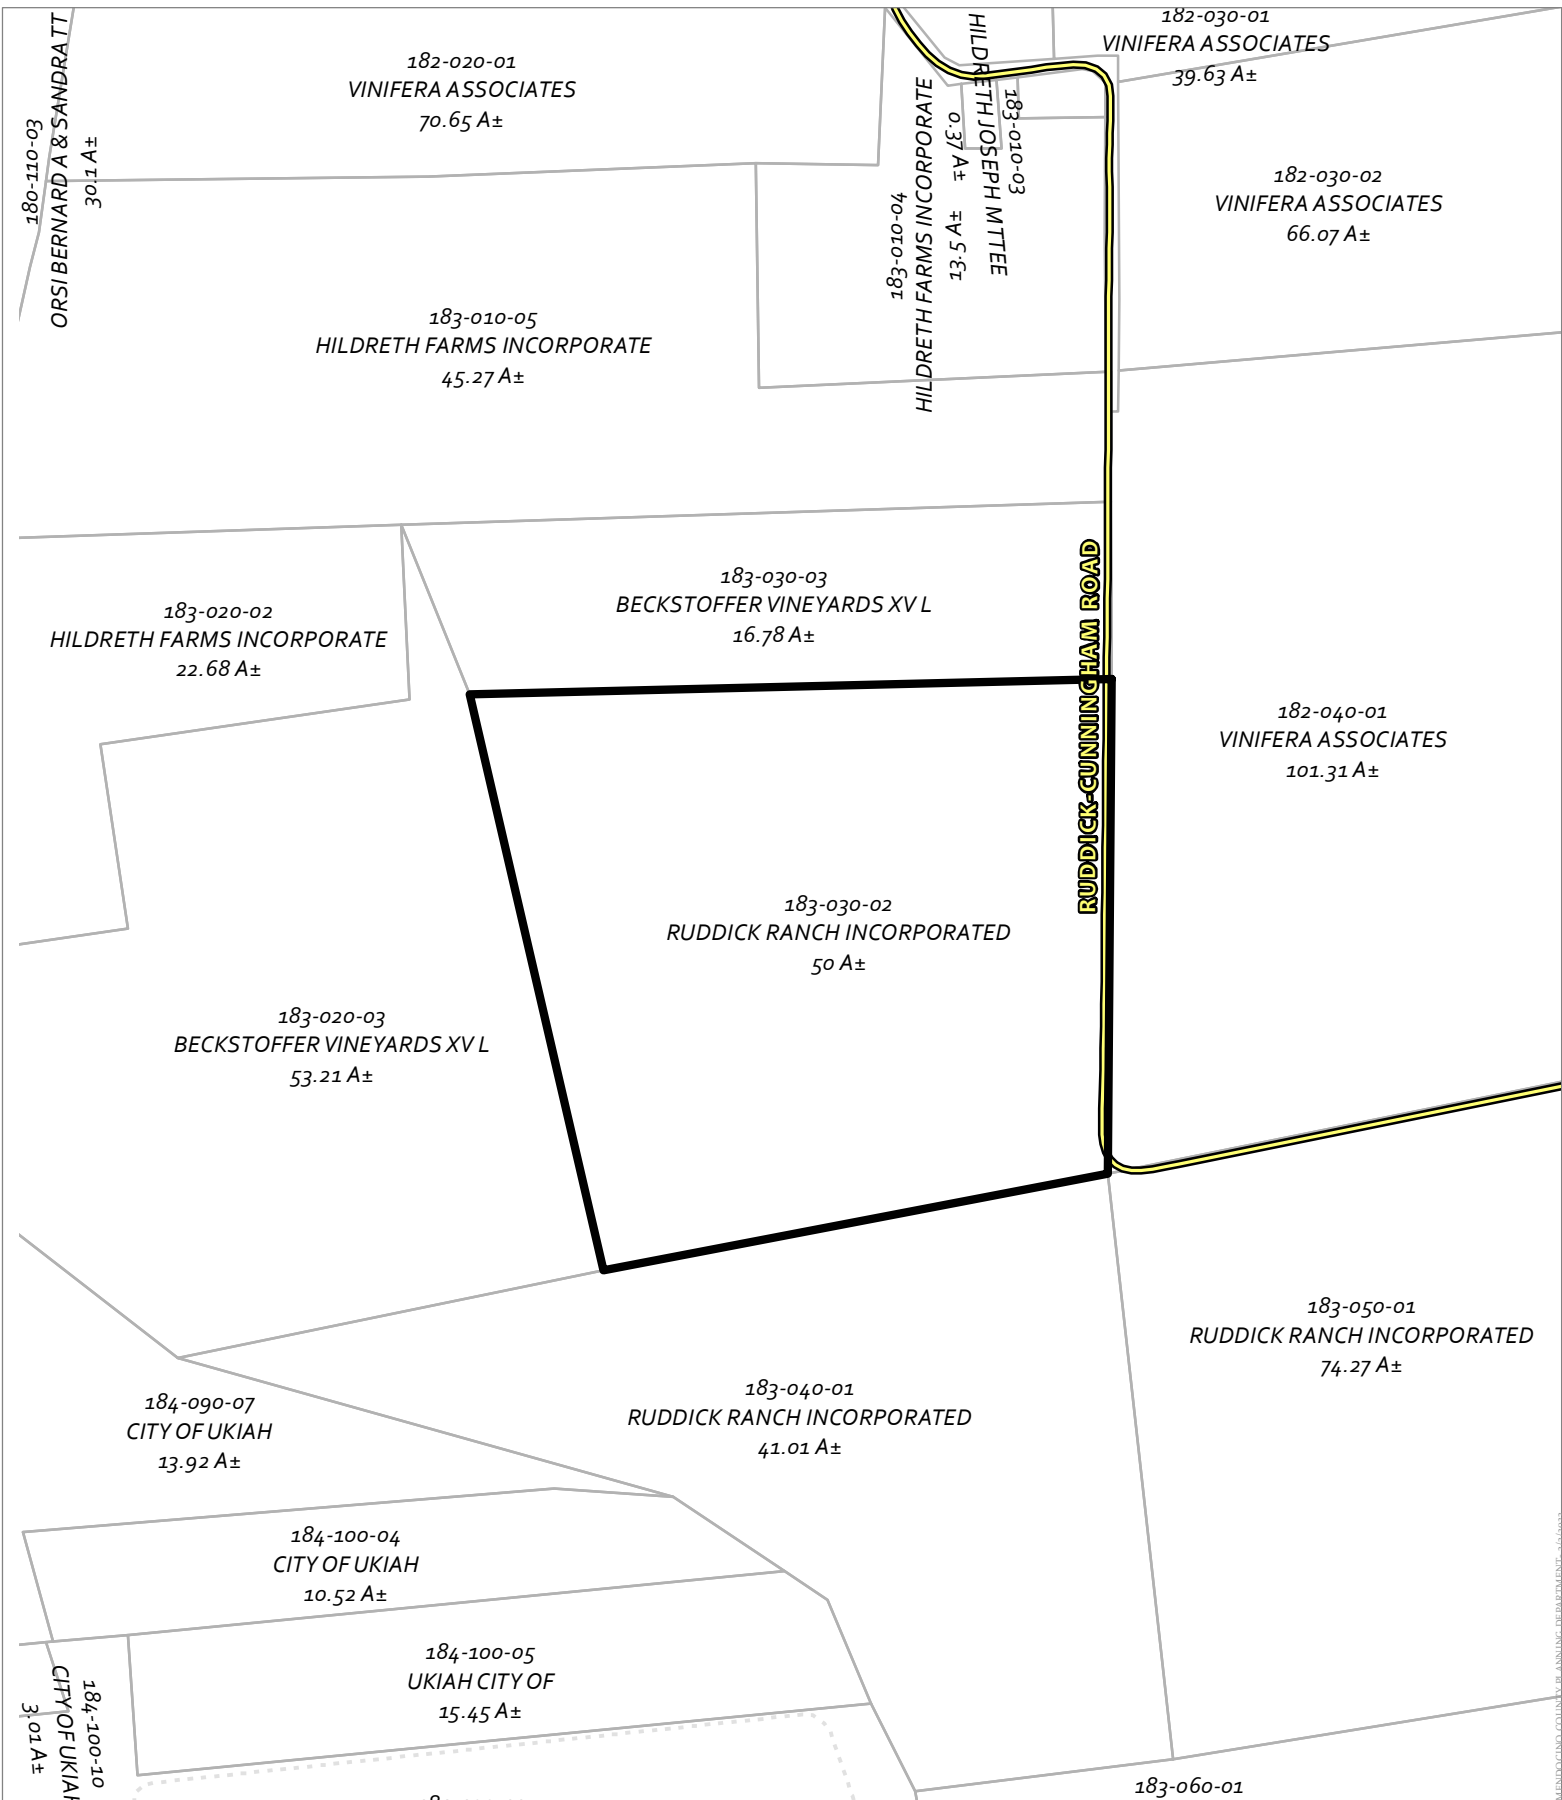 182-030-01
VINIFERA ASSOCIATES
39.63 A±
182-020-01
VINIFERA ASSOCIATES
70.65 A±
180-110-03
ORSI BERNARD A & SANDRA TT
30.1 A±
183-010-03
HILDRETH JOSEPH M TTEE
0.37 A±
183-010-04
HILDRETH FARMS INCORPORATE
13.5 A±
182-030-02
VINIFERA ASSOCIATES
66.07 A±
183-010-05
HILDRETH FARMS INCORPORATE
45.27 A±
183-030-03
BECKSTOFFER VINEYARDS XV L
16.78 A±
183-020-02
HILDRETH FARMS INCORPORATE
22.68 A±
RUDDICK-CUNNINGHAM ROAD
182-040-01
VINIFERA ASSOCIATES
101.31 A±
183-030-02
RUDDICK RANCH INCORPORATED
50 A±
183-020-03
BECKSTOFFER VINEYARDS XV L
53.21 A±
183-050-01
RUDDICK RANCH INCORPORATED
74.27 A±
183-040-01
RUDDICK RANCH INCORPORATED
41.01 A±
184-090-07
CITY OF UKIAH
13.92 A±
184-100-04
CITY OF UKIAH
10.52 A±
184-100-05
UKIAH CITY OF
15.45 A±
184-100-10
CITY OF UKIAH
3.01 A±
183-060-01
MENDOCINO COUNTY PLANNING DEPARTMENT